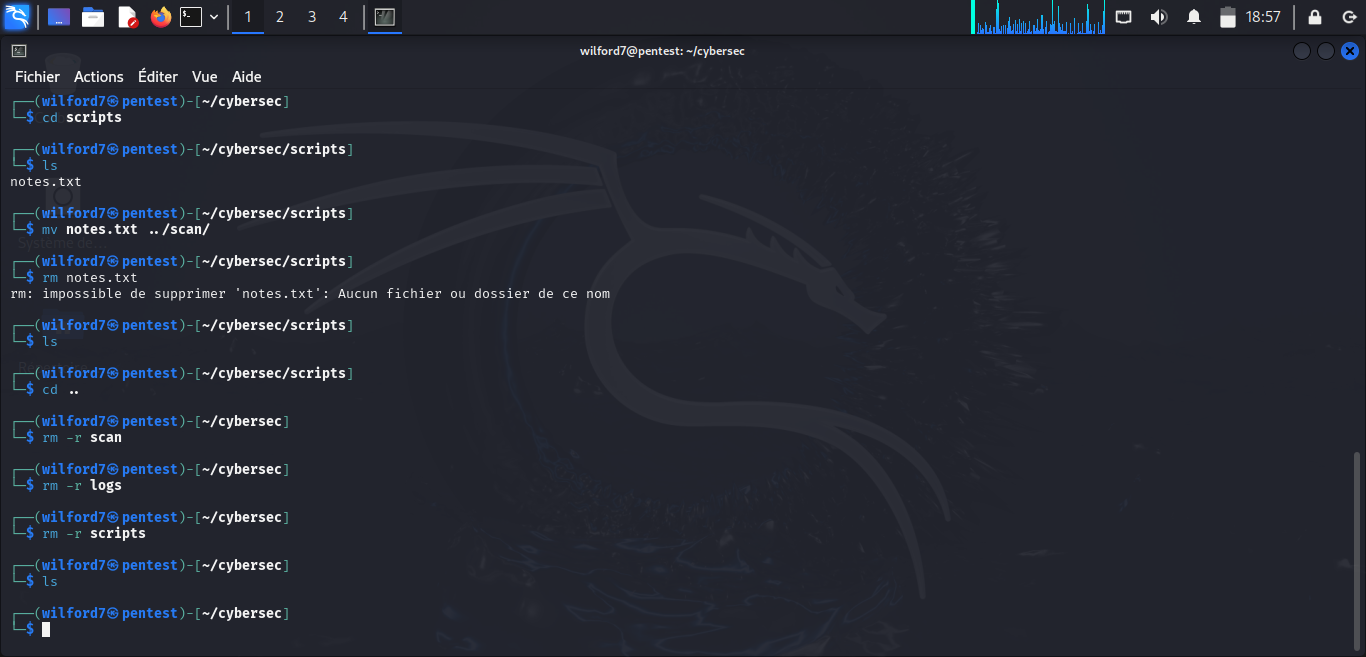 1 2 3 4
18:57
wilford7@pentest: ~/cybersec
Fichier Actions Éditer Vue Aide
┌──(wilford7㉿pentest)-[~/cybersec]
└─$ cd scripts
┌──(wilford7㉿pentest)-[~/cybersec/scripts]
└─$ ls
notes.txt
┌──(wilford7㉿pentest)-[~/cybersec/scripts]
└─$ mv notes.txt ../scan/
Système de...
┌──(wilford7㉿pentest)-[~/cybersec/scripts]
└─$ rm notes.txt
rm: impossible de supprimer 'notes.txt': Aucun fichier ou dossier de ce nom
┌──(wilford7㉿pentest)-[~/cybersec/scripts]
└─$ ls
┌──(wilford7㉿pentest)-[~/cybersec/scripts]
└─$ cd ..
┌──(wilford7㉿pentest)-[~/cybersec]
└─$ rm -r scan
┌──(wilford7㉿pentest)-[~/cybersec]
└─$ rm -r logs
┌──(wilford7㉿pentest)-[~/cybersec]
└─$ rm -r scripts
┌──(wilford7㉿pentest)-[~/cybersec]
└─$ ls
┌──(wilford7㉿pentest)-[~/cybersec]
└─$